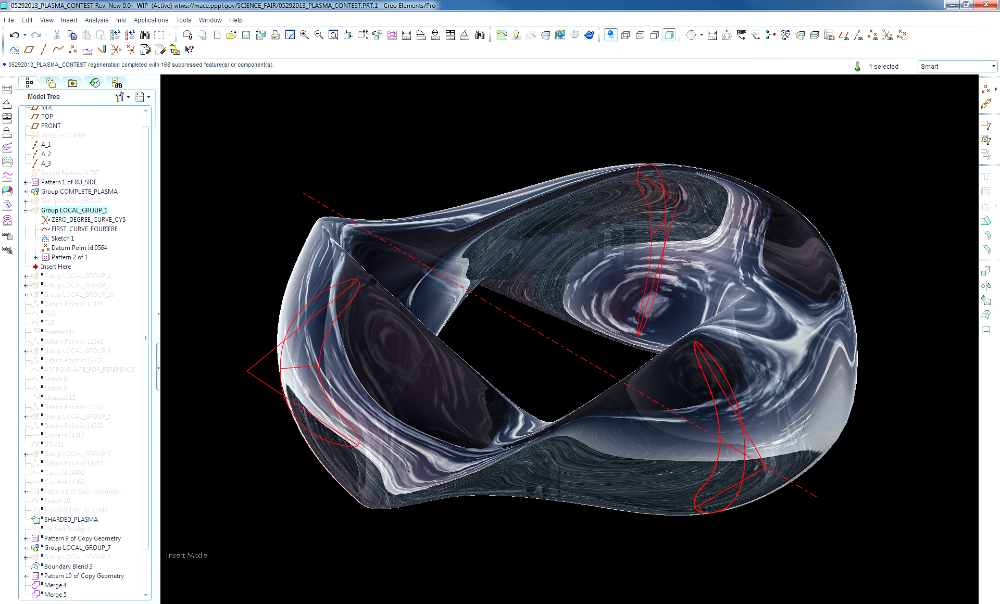 05292013_PLASMA_CONTEST Rev: New 0.0+ WIP (Active) wtws://mace.pppl.gov/SCIENCE_FAIR/05292013_PLASMA_CONTEST.PRT.1 - Creo Elements/Pro
File Edit View Insert Analysis Info Applications Tools Window Help
05292013_PLASMA_CONTEST regeneration completed with 168 suppressed feature(s) or component(s).
1 selected
Smart
Model Tree
SIDE
TOP
FRONT
VESSEL-CENTER
A_1
A_2
A_3
Import Feature id 797
Pattern 1 of RU_SIDE
Group COMPLETE_PLASMA
Group LOCAL_GROUP
Group LOCAL_GROUP_1
ZERO_DEGREE_CURVE_CYS
FIRST_CURVE_FOURIERE
Sketch 1
Datum Point id 9564
Pattern 2 of 1
Insert Here
Group LOCAL_GROUP_2
Group LOCAL_GROUP_3
Group LOCAL_GROUP_10
Datum Point id 11460
T1A
T1B
Intersect 11
Datum Point id 11641
Group LOCAL_GROUP_4
Datum Point id 12914
APPROXIMATE_FOR_REFERENCE
Sketch 8
Sketch 9
Intersect 12
Datum Point id 13018
Group LOCAL_GROUP_5
Datum Point id 14302
Curve id 14312
DTM31
Group LOCAL_GROUP_6
Datum Point id 14352
Curve id 14362
Curve id 14365
Pattern 8 of Copy Geometry
Sketch 10
PARAMETRIC_PLASMA
SHARDED_PLASMA
Var Sect Sweep 3
Pattern 9 of Copy Geometry
Group LOCAL_GROUP_7
Group LOCAL_GROUP_8
Boundary Blend 3
Pattern 10 of Copy Geometry
Merge 4
Merge 5
Insert Mode